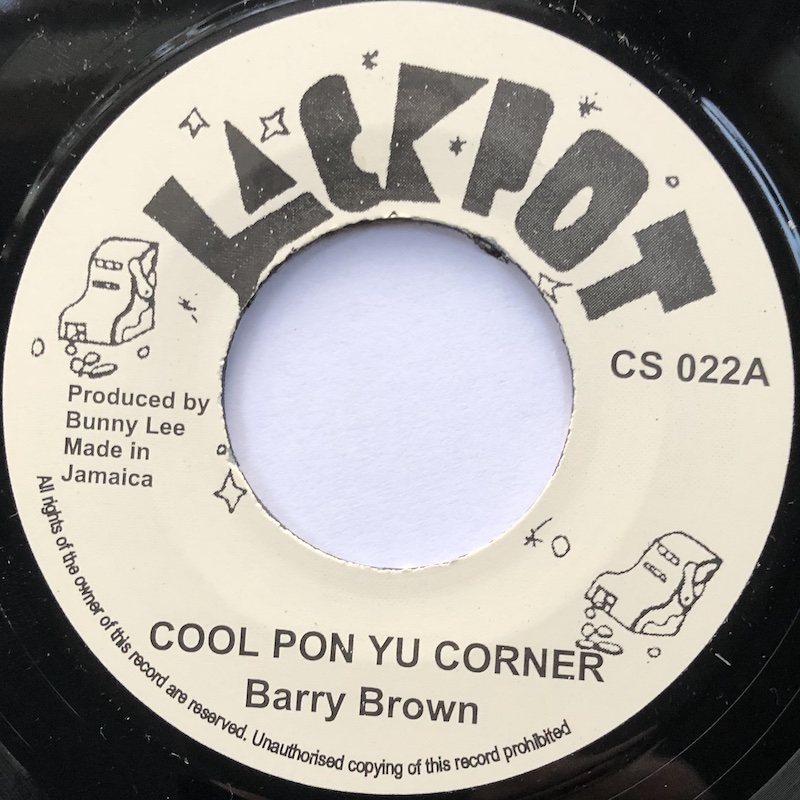 JACKPOT
CS 022A
Produced by
Bunny Lee
Made in
Jamaica
COOL PON YU CORNER
Barry Brown
All rights of the owner of this record are reserved. Unauthorised copying of this record prohibited